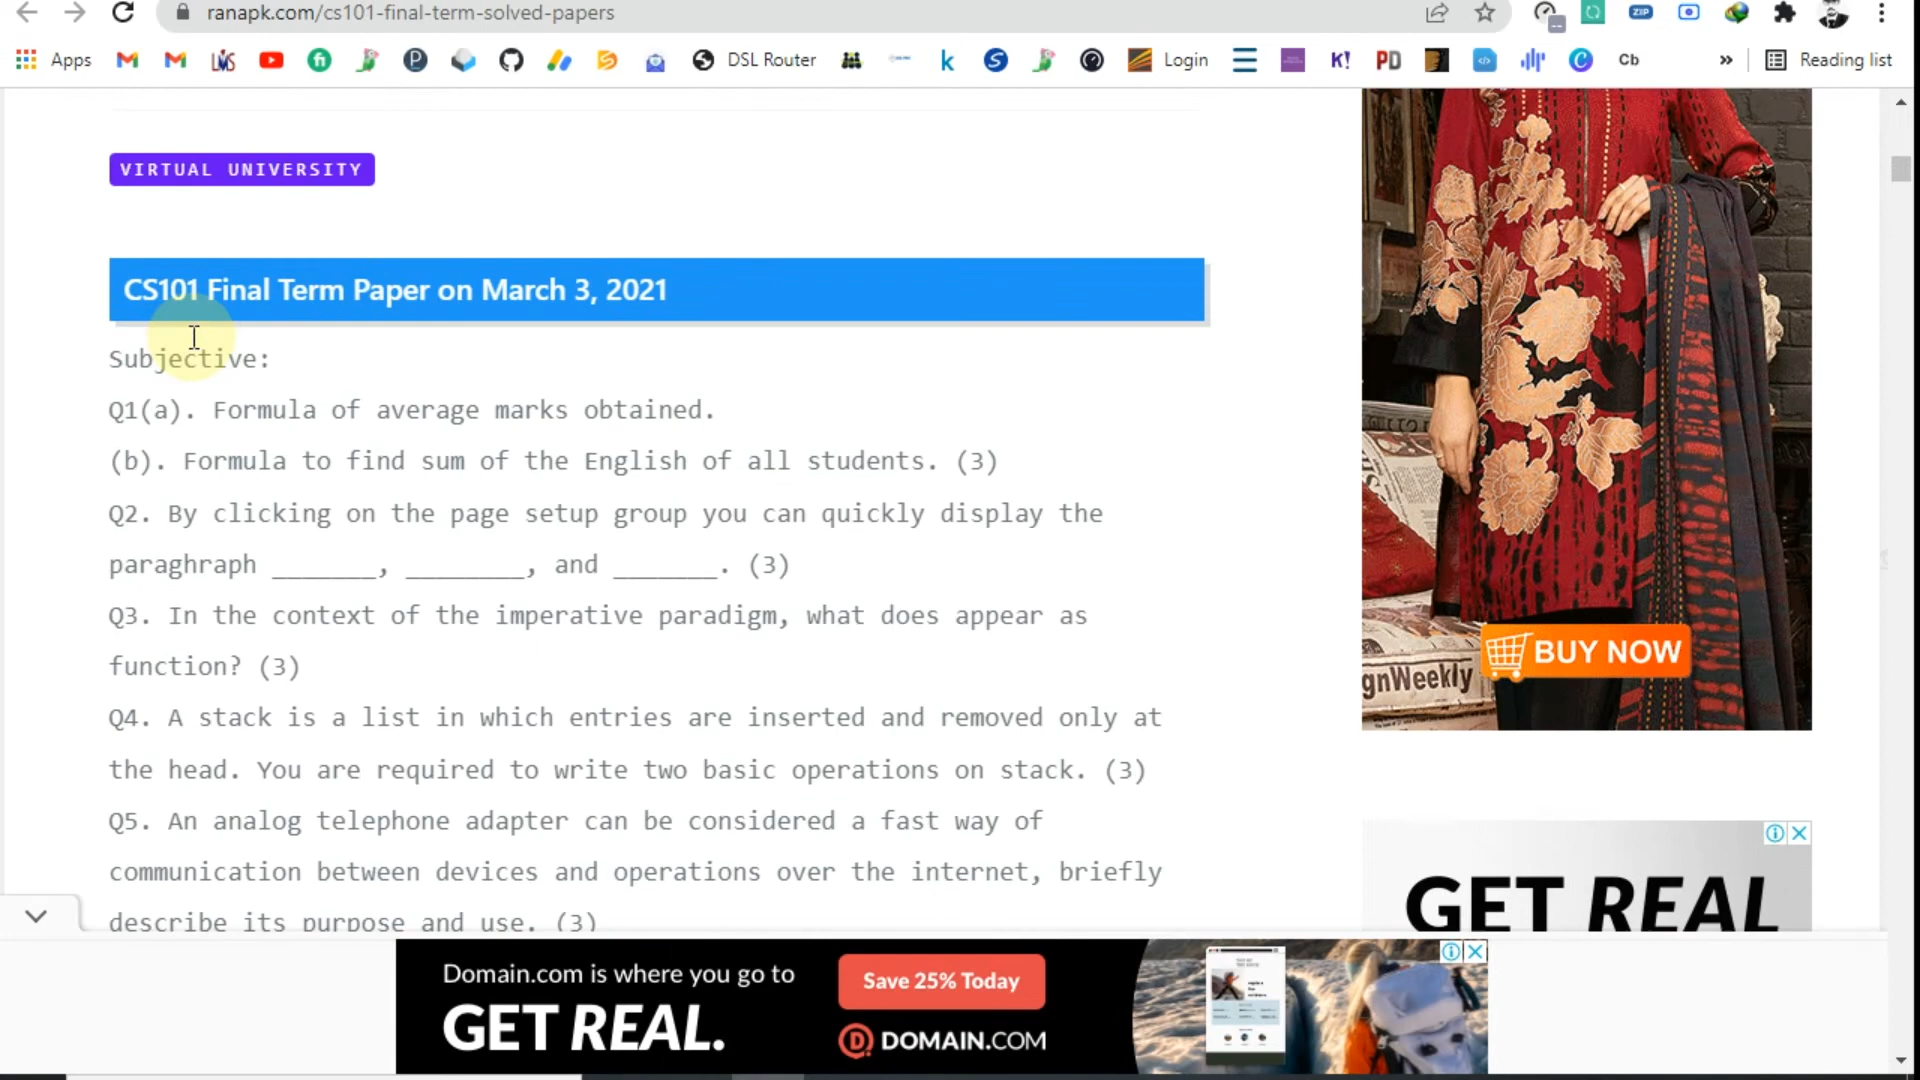 ranapk.com/cs101-final-term-solved-papers
ZIP
Apps
DSL Router
Login
K!
PD
Cb
»
Reading list
VIRTUAL UNIVERSITY
CS101 Final Term Paper on March 3, 2021
Subjective:
Q1(a). Formula of average marks obtained.
(b). Formula to find sum of the English of all students. (3)
Q2. By clicking on the page setup group you can quickly display the
paraghraph _______, ________, and _______. (3)
Q3. In the context of the imperative paradigm, what does appear as
function? (3)
Q4. A stack is a list in which entries are inserted and removed only at
the head. You are required to write two basic operations on stack. (3)
Q5. An analog telephone adapter can be considered a fast way of
communication between devices and operations over the internet, briefly
describe its purpose and use. (3)
BUY NOW
gnWeekly
GET REAL
Domain.com is where you go to
GET REAL.
Save 25% Today
DOMAIN.COM